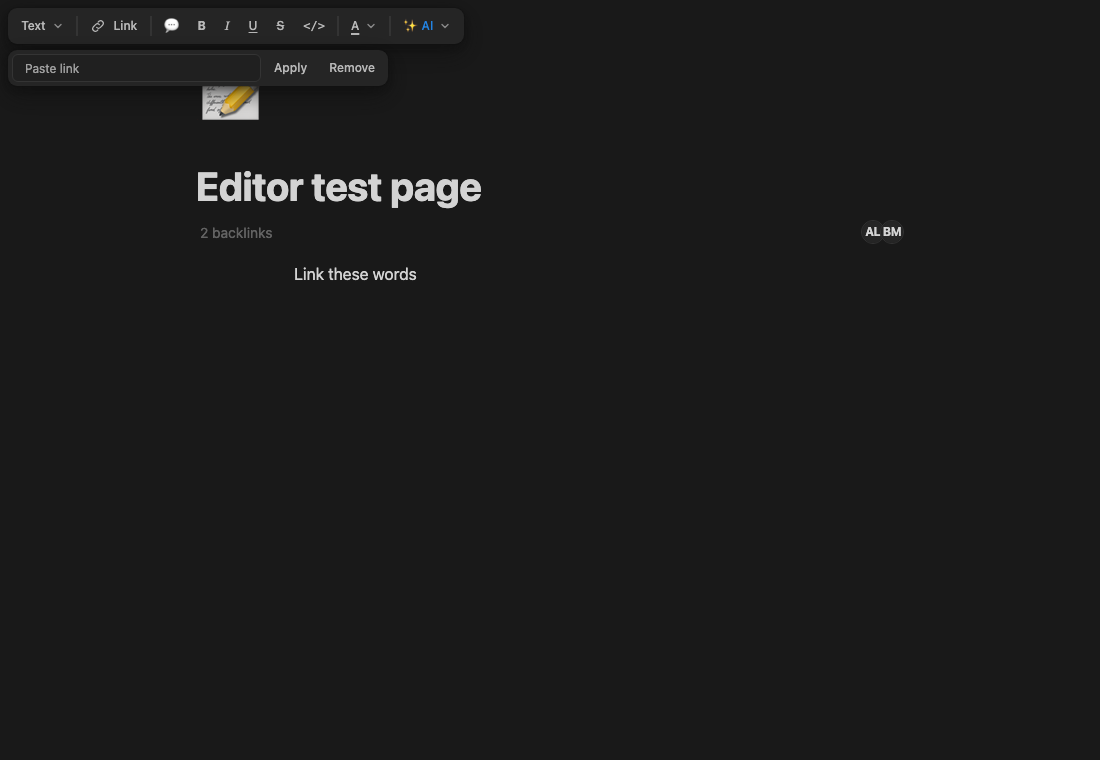 Text Link B I U S </> A AI
Paste link Apply Remove
Editor test page
2 backlinks AL BM
Link these words